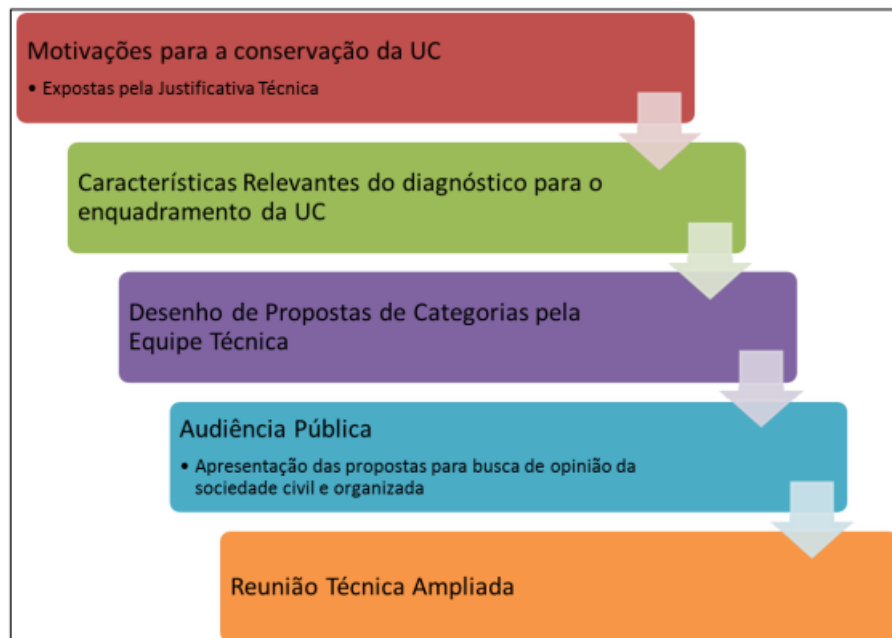 Motivações para a conservação da UC
• Expostas pela Justificativa Técnica
Características Relevantes do diagnóstico para o
enquadramento da UC
Desenho de Propostas de Categorias pela
Equipe Técnica
Audiência Pública
• Apresentação das propostas para busca de opinião da
sociedade civil e organizada
Reunião Técnica Ampliada